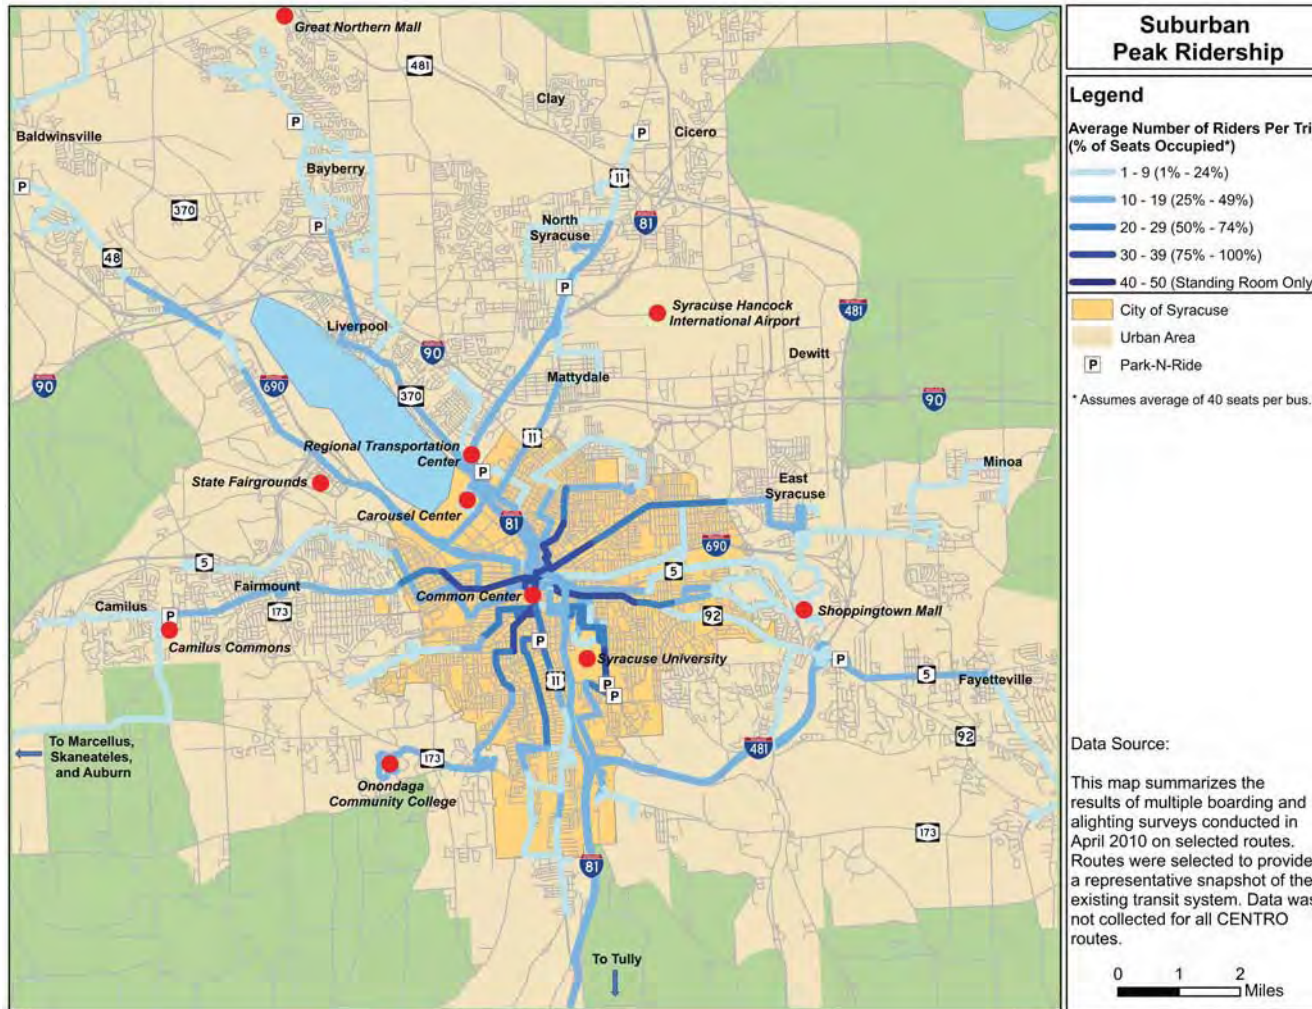 Suburban
Peak Ridership
Legend
Average Number of Riders Per Tri
(% of Seats Occupied*)
1 - 9 (1% - 24%)
10 - 19 (25% - 49%)
20 - 29 (50% - 74%)
30 - 39 (75% - 100%)
40 - 50 (Standing Room Only
City of Syracuse
Urban Area
P Park-N-Ride
* Assumes average of 40 seats per bus.
Data Source:
This map summarizes the
results of multiple boarding and
alighting surveys conducted in
April 2010 on selected routes.
Routes were selected to provide
a representative snapshot of the
existing transit system. Data was
not collected for all CENTRO
routes.
0 1 2
Miles
Great Northern Mall
481
Clay
Cicero
P
P
Baldwinsville
Bayberry
11
P
370
P
North
Syracuse
81
48
P
Syracuse Hancock
International Airport
481
Liverpool
90
Dewitt
90
690
370
Mattydale
90
11
Regional Transportation
Center
P
State Fairgrounds
Carousel Center
East
Syracuse
Minoa
81
690
5
5
Fairmount
Camilus
P
173
Common Center
92
Shoppingtown Mall
Camilus Commons
P
Syracuse University
P
11
P
P
5
Fayetteville
To Marcellus,
Skaneateles,
and Auburn
173
481
92
Onondaga
Community College
173
81
To Tully